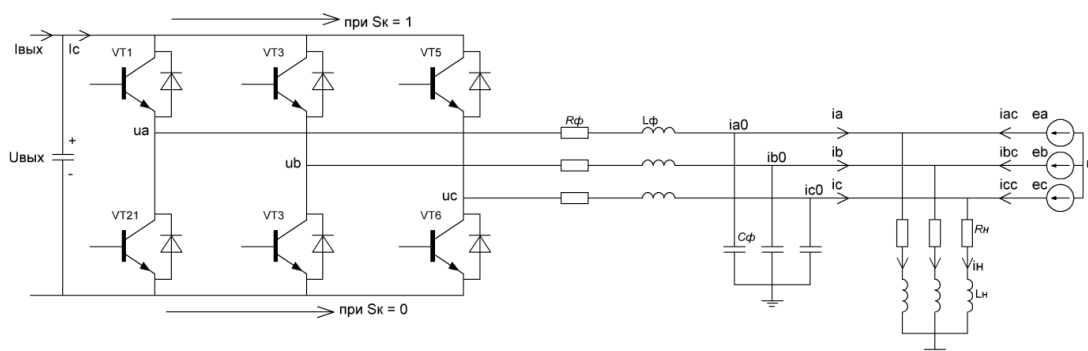 при Sк = 1
Iвых
Ic
VT1
VT3
VT5
ua
Rф
Lф
ia0
ia
iac
ea
+
Uвых
-
ub
ib0
ib
ibc
eb
uc
ic0
ic
icc
ec
VT21
VT3
VT6
Cф
Rн
iн
Lн
при Sк = 0